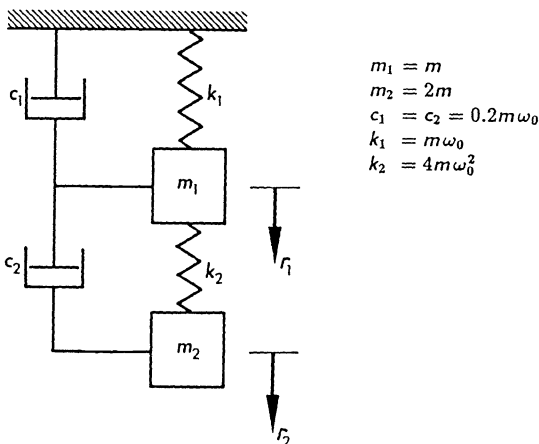 c₁
k₁
m₁
r₁
c₂
k₂
m₂
r₂
m₁ = m
m₂ = 2m
c₁ = c₂ = 0.2mω₀
k₁ = mω₀
k₂ = 4mω₀²